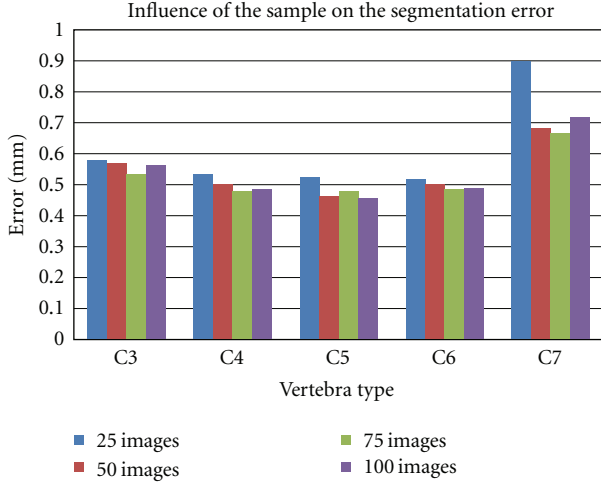 Influence of the sample on the segmentation error
1
0.9
0.8
0.7
0.6
0.5
0.4
0.3
0.2
0.1
0
Error (mm)
C3 C4 C5 C6 C7
Vertebra type
25 images
75 images
50 images
100 images